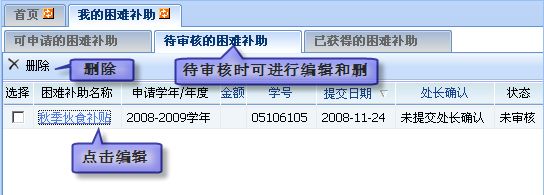 首页 我的困难补助
可申请的困难补助 待审核的困难补助 已获得的困难补助
删除 删除 待审核时可进行编辑和删
选择 困难补助名称 申请学年/年度 金额 学号 提交日期 处长确认 状态
秋季伙食补贴 2008-2009学年 05106105 2008-11-24 未提交处长确认 未审核
点击编辑